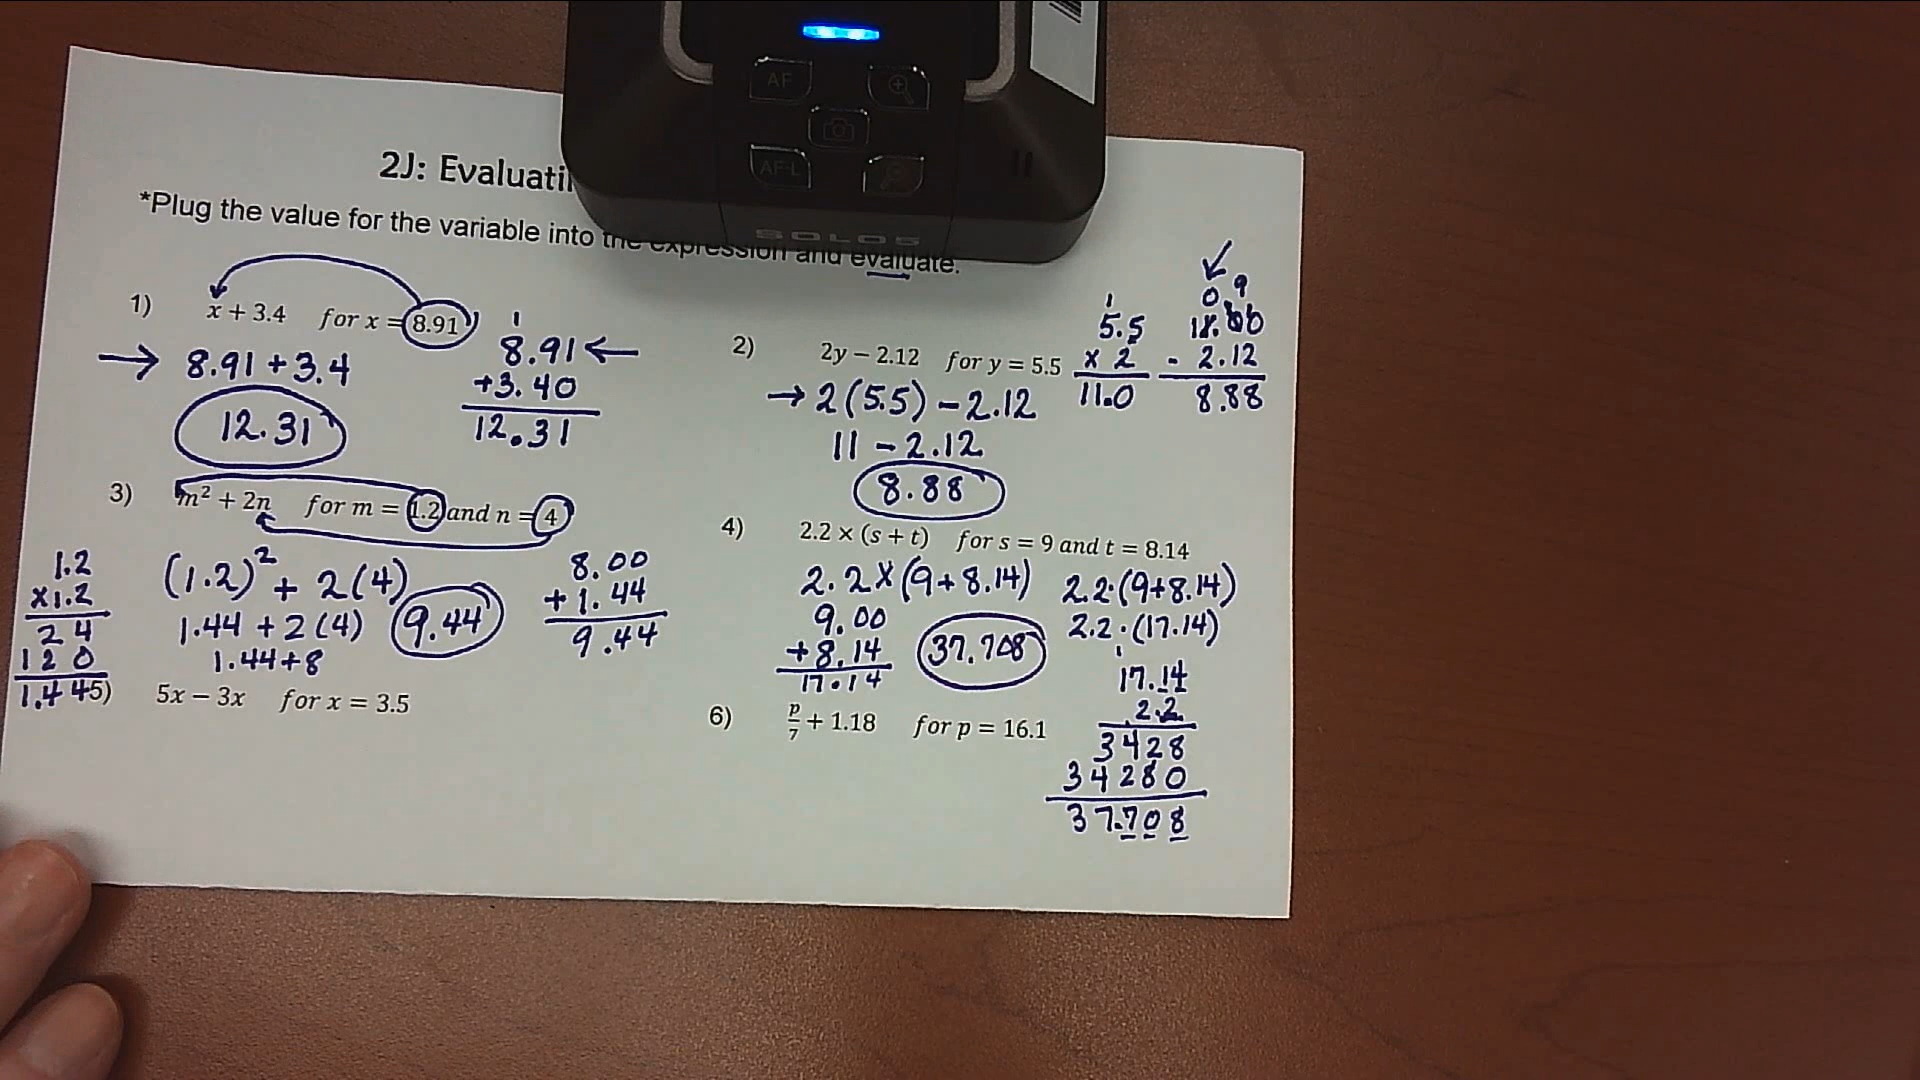 AF
AF-L
SOLO5
2J: Evaluati
*Plug the value for the variable into the expression and evaluate.
1) x + 3.4 for x = 8.91
→ 8.91 + 3.4
12.31
1
8.91 ←
+3.40
12.31
2) 2y − 2.12 for y = 5.5
→ 2(5.5) − 2.12
11 − 2.12
8.88
1
5.5
x 2
11.0
0 9
- 2.12
8.88
3) m² + 2n for m = 1.2 and n = 4
(1.2)² + 2(4)
1.44 + 2(4)
1.44+8
9.44
1.2
x1.2
24
120
1.44
8.00
+1.44
9.44
4) 2.2 × (s + t) for s = 9 and t = 8.14
2.2 x (9+8.14)
9.00
+8.14
17.14
37.708
2.2·(9+8.14)
2.2·(17.14)
1
17.14
2.2
3428
34280
37.708
5) 5x − 3x for x = 3.5
6) p/7 + 1.18 for p = 16.1